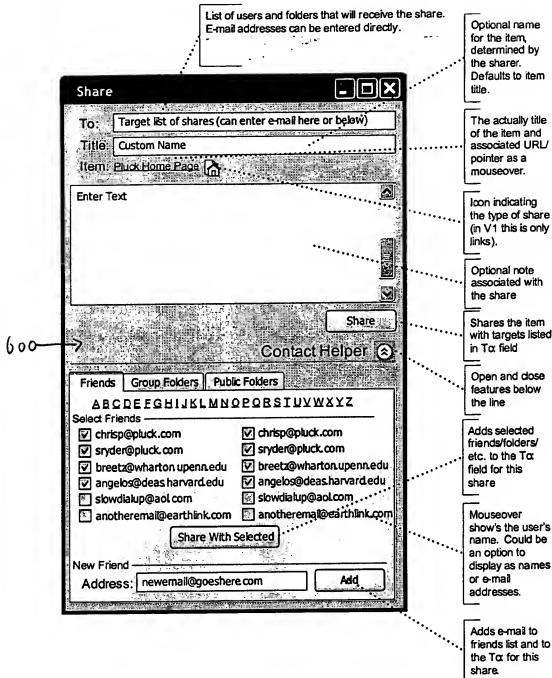 List of users and folders that will receive the share.
E-mail addresses can be entered directly.
Optional name
for the item,
determined by
the sharer.
Defaults to item
title.
Share
To: Target list of shares (can enter e-mail here or below)
Title: Custom Name
Item: Pluck Home Page
The actually title
of the item and
associated URL/
pointer as a
mouseover.
Enter Text
Icon indicating
the type of share
(in V1 this is only
links).
Optional note
associated with
the share
Share
Shares the item
with targets listed
in To: field
600
Contact Helper
Open and close
features below
the line
Friends Group Folders Public Folders
A B C D E F G H I J K L M N O P Q R S T U V W X Y Z
Select Friends
chrisp@pluck.com chrisp@pluck.com
sryder@pluck.com sryder@pluck.com
breetz@wharton.upenn.edu breetz@wharton.upenn.edu
angelos@deas.harvard.edu angelos@deas.harvard.edu
slowdialup@aol.com slowdialup@aol.com
anotheremail@earthlink.com anotheremail@earthlink.com
Share With Selected
Adds selected
friends/folders/
etc. to the To:
field for this
share
Mouseover
show's the user's
name. Could be
an option to
display as names
or e-mail
addresses.
New Friend
Address: newemail@goeshere.com Add
Adds e-mail to
friends list and to
the To: for this
share.